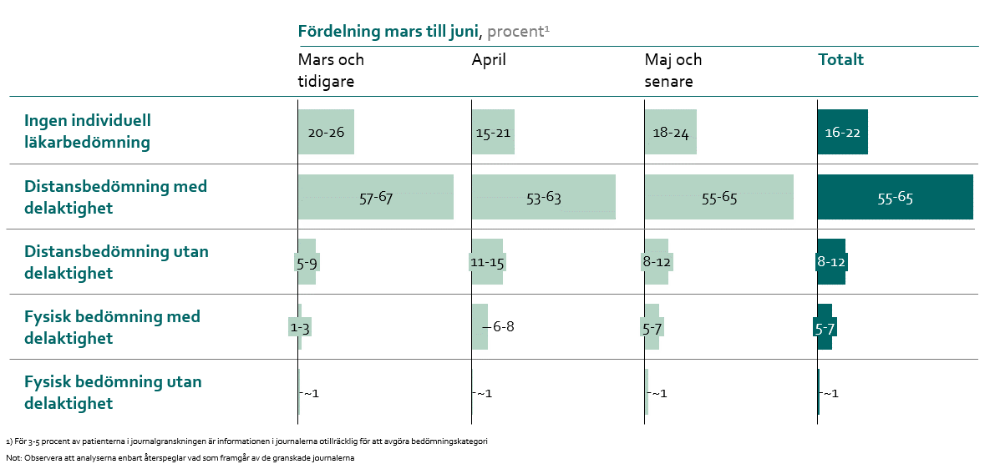 Fördelning mars till juni, procent¹
Mars och
tidigare
April
Maj och
senare
Totalt
Ingen individuell
läkarbedömning
20-26
15-21
18-24
16-22
Distansbedömning med
delaktighet
57-67
53-63
55-65
55-65
Distansbedömning utan
delaktighet
5-9
11-15
8-12
8-12
Fysisk bedömning med
delaktighet
1-3
6-8
5-7
5-7
Fysisk bedömning utan
delaktighet
~1
~1
~1
~1
1) För 3-5 procent av patienterna i journalgranskningen är informationen i journalerna otillräcklig för att avgöra bedömningskategori
Not: Observera att analyserna enbart återspeglar vad som framgår av de granskade journalerna